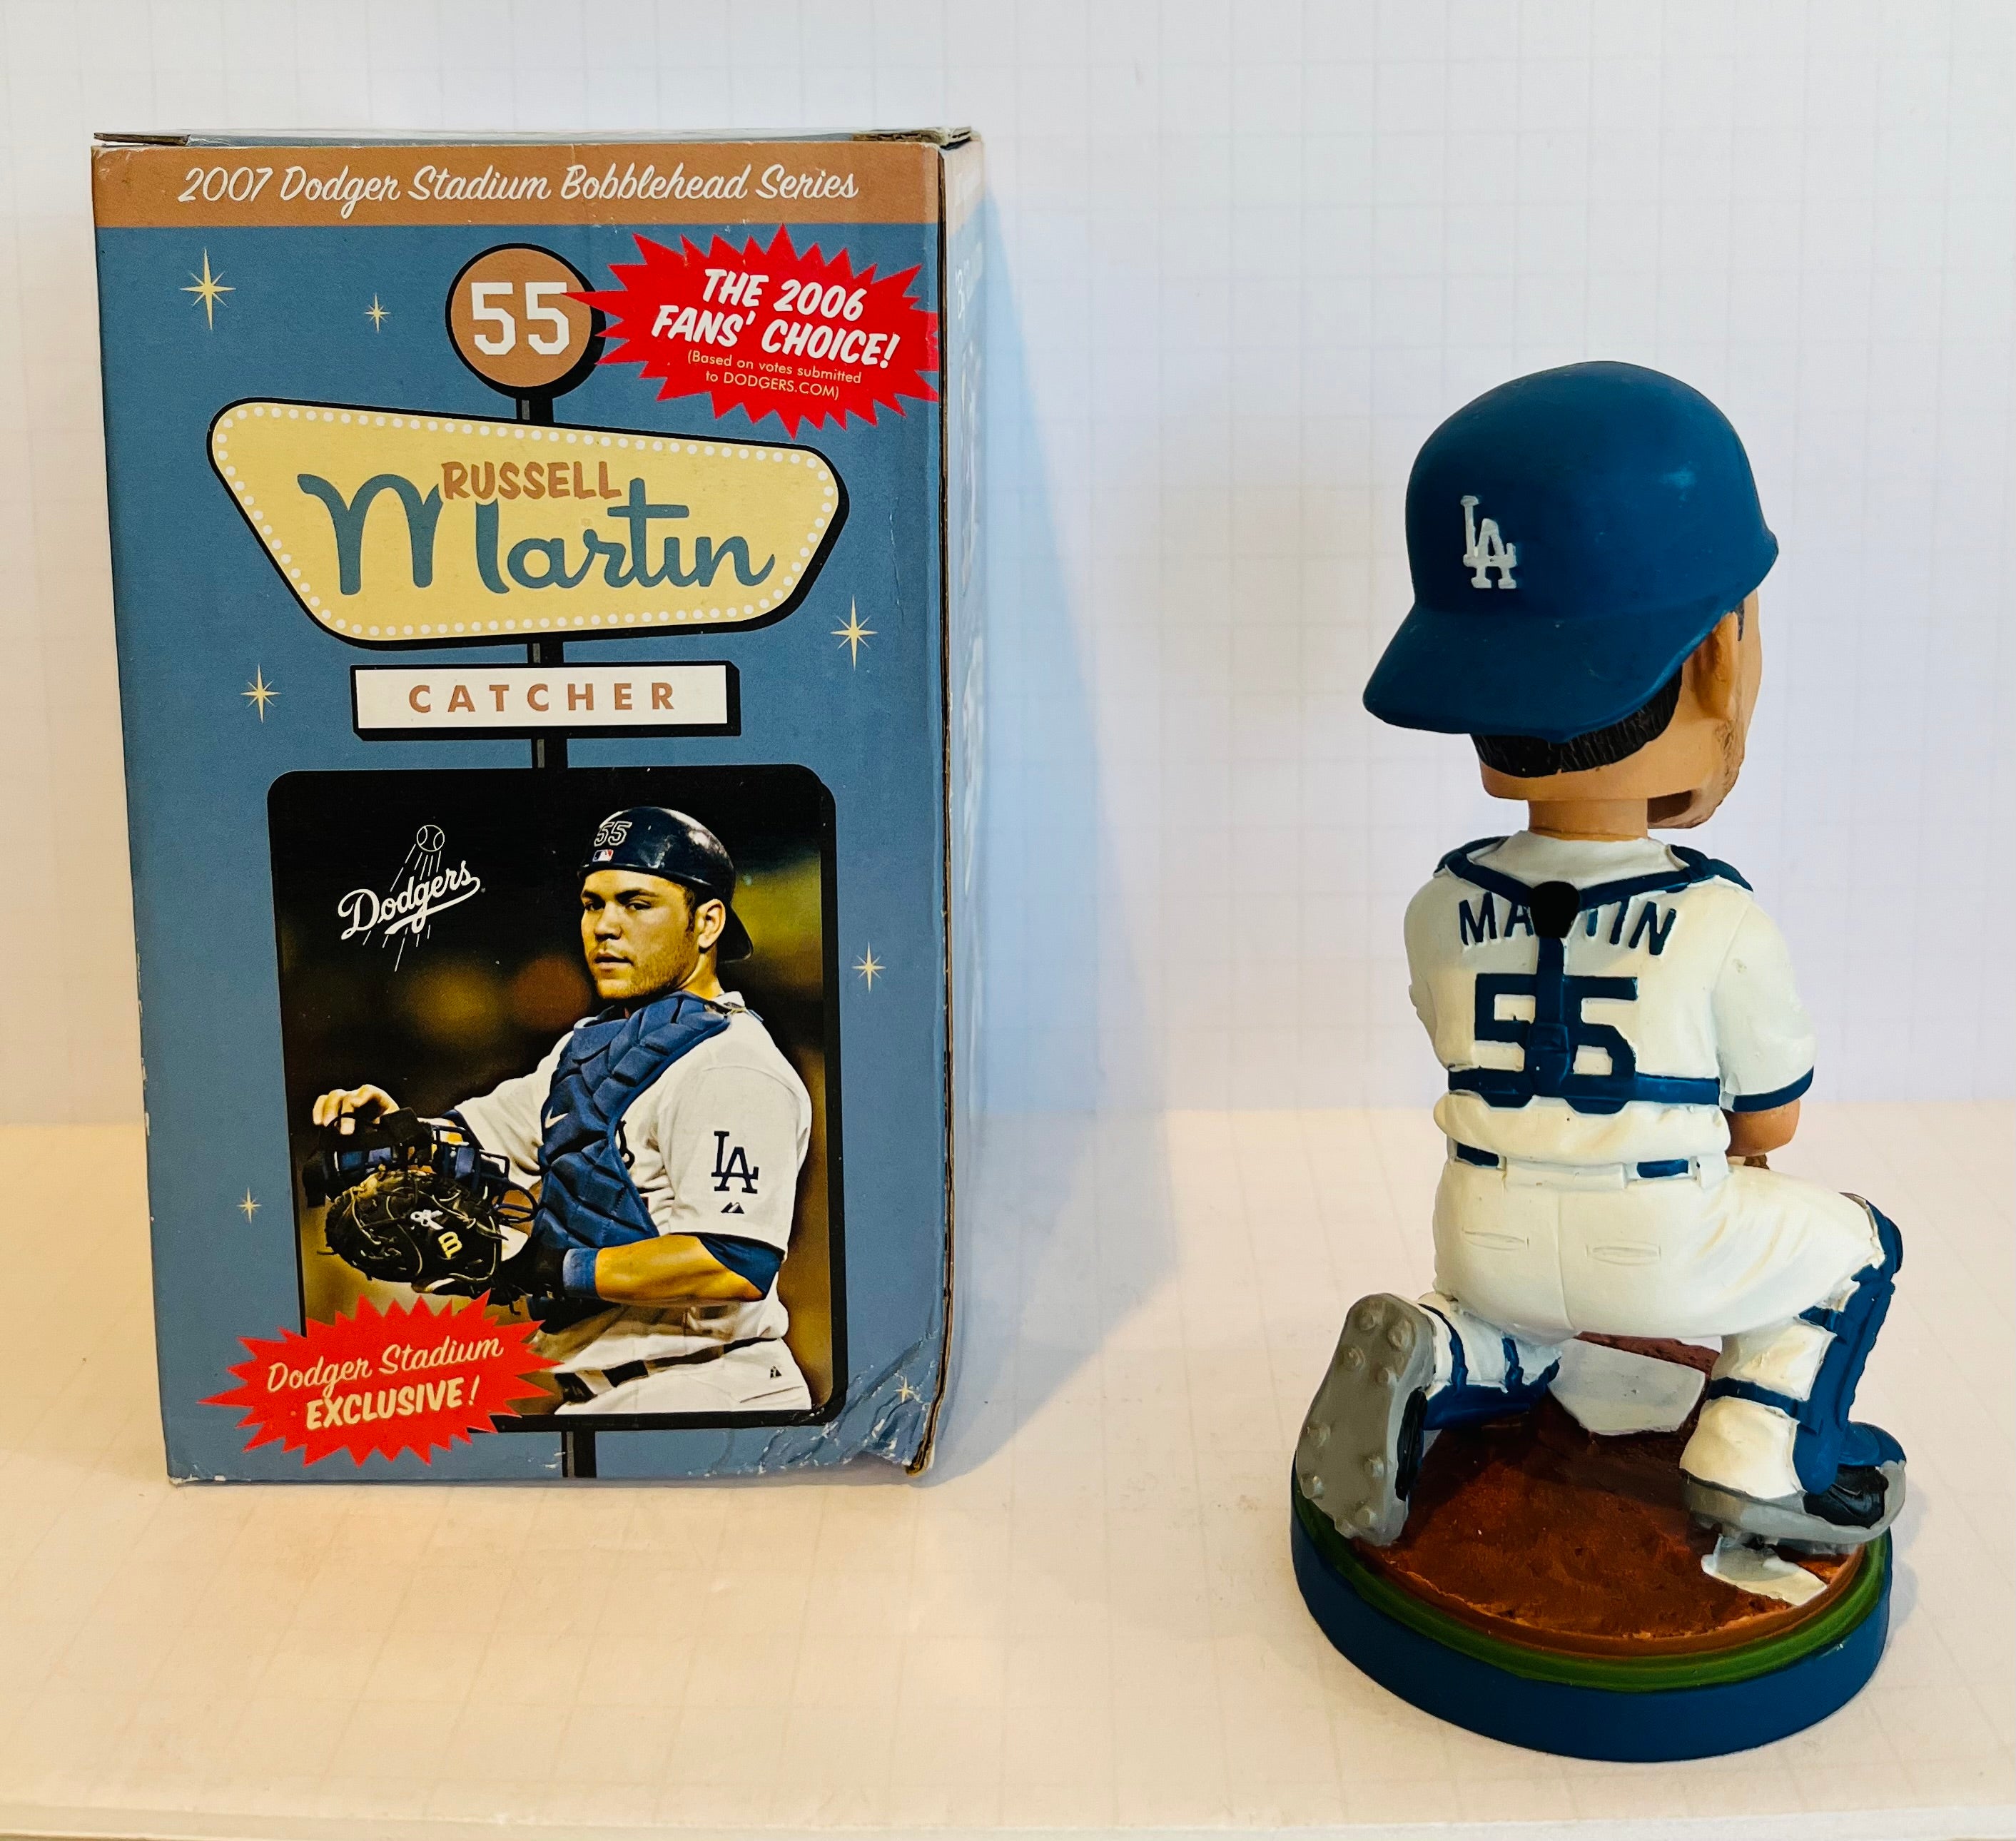 2007 Dodger Stadium Bobblehead Series
55
THE 2006
FANS' CHOICE!
(Based on votes submitted
to DODGERS.COM)
RUSSELL
Martin
CATCHER
55
Dodgers
LA
Dodger Stadium
EXCLUSIVE!
LA
55